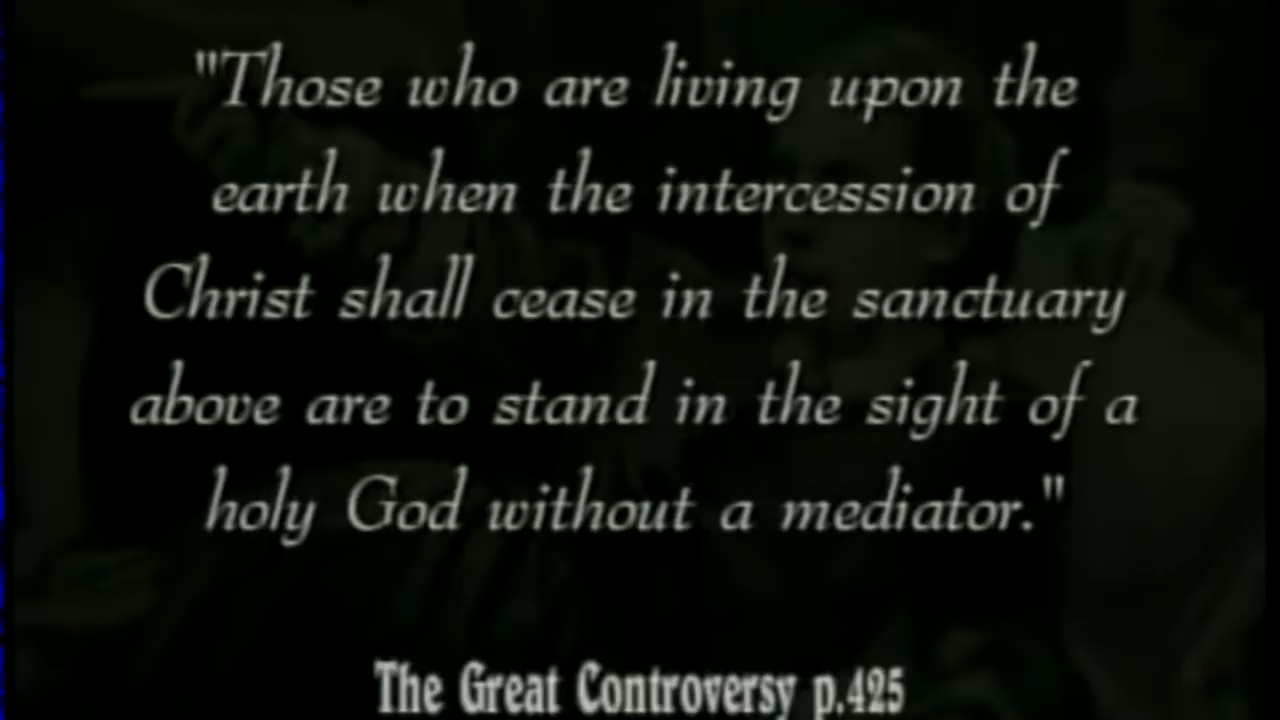 "Those who are living upon the
earth when the intercession of
Christ shall cease in the sanctuary
above are to stand in the sight of a
holy God without a mediator."
The Great Controversy p.425